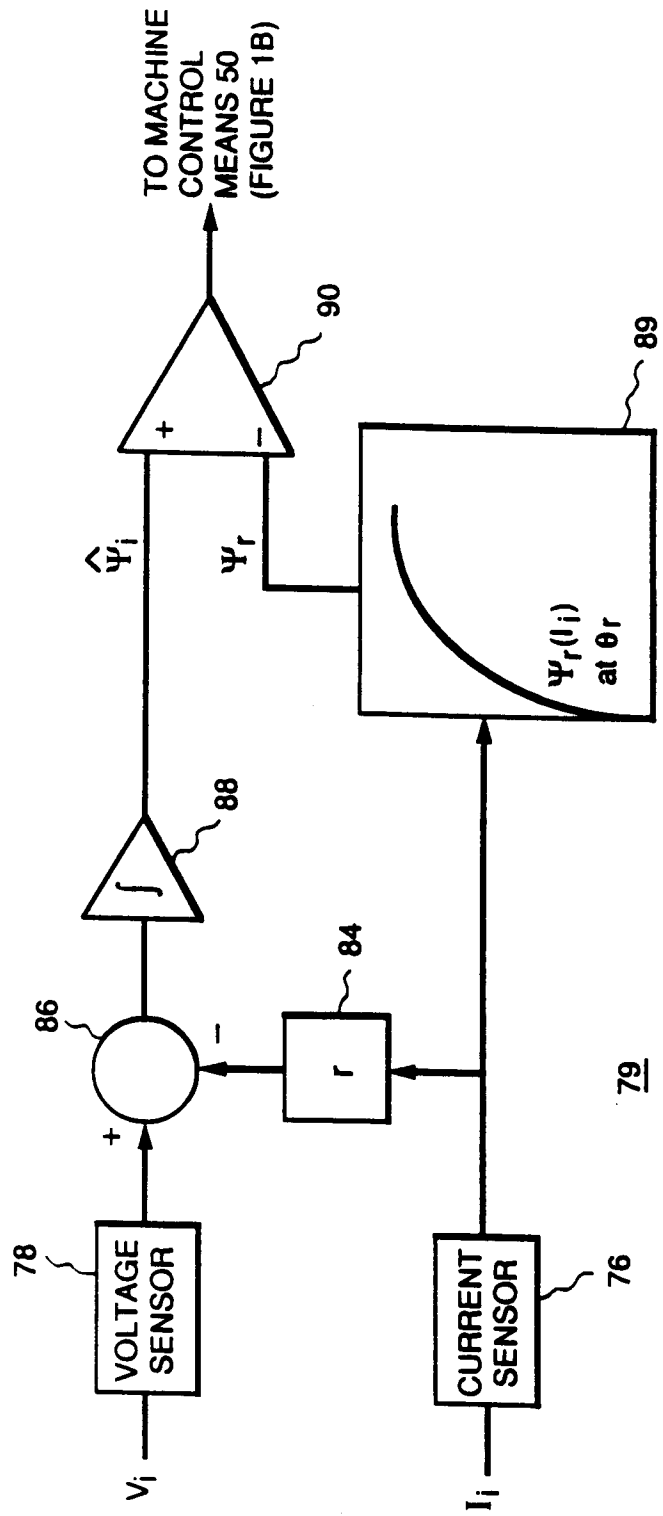 Vi
VOLTAGE
SENSOR
78
+
86
−
∫
88
Ψ̂i
r
84
Ψr
+
−
90
TO MACHINE
CONTROL
MEANS 50
(FIGURE 1B)
Ii
CURRENT
SENSOR
76
Ψr(Ii)
at θr
89
79